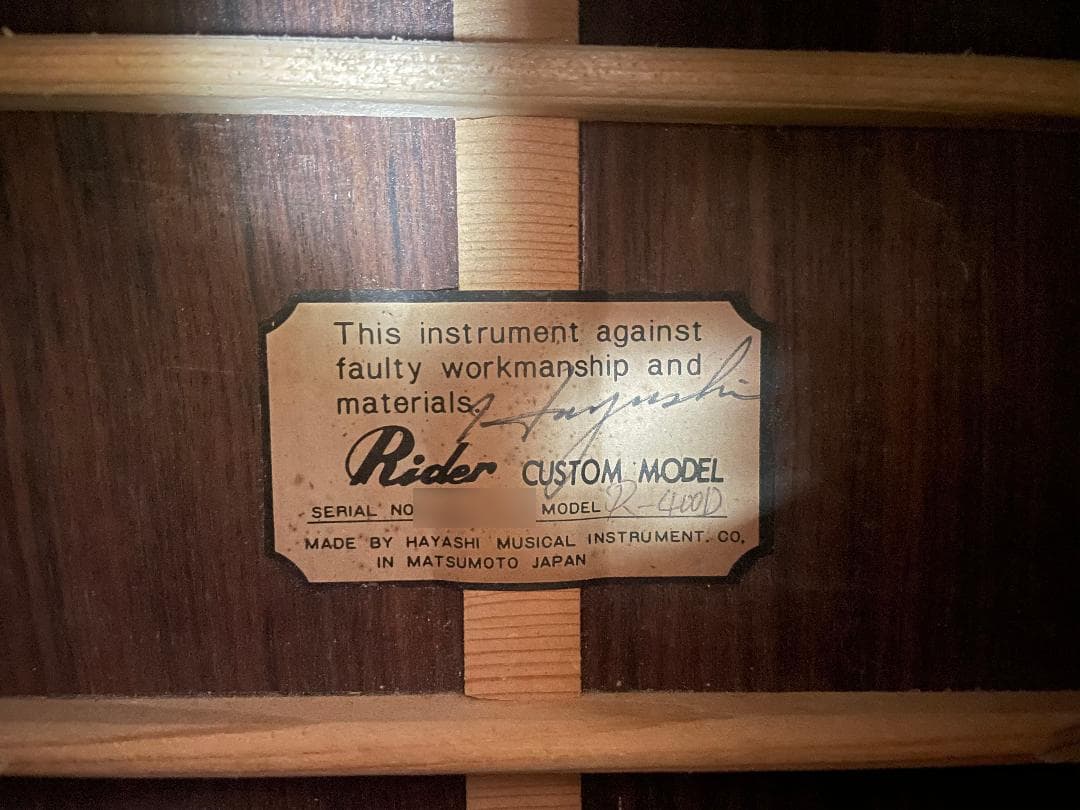 This instrument against
faulty workmanship and
materials.
Hayashi
Rider CUSTOM MODEL
SERIAL NO MODEL R-400D
MADE BY HAYASHI MUSICAL INSTRUMENT. CO,
IN MATSUMOTO JAPAN